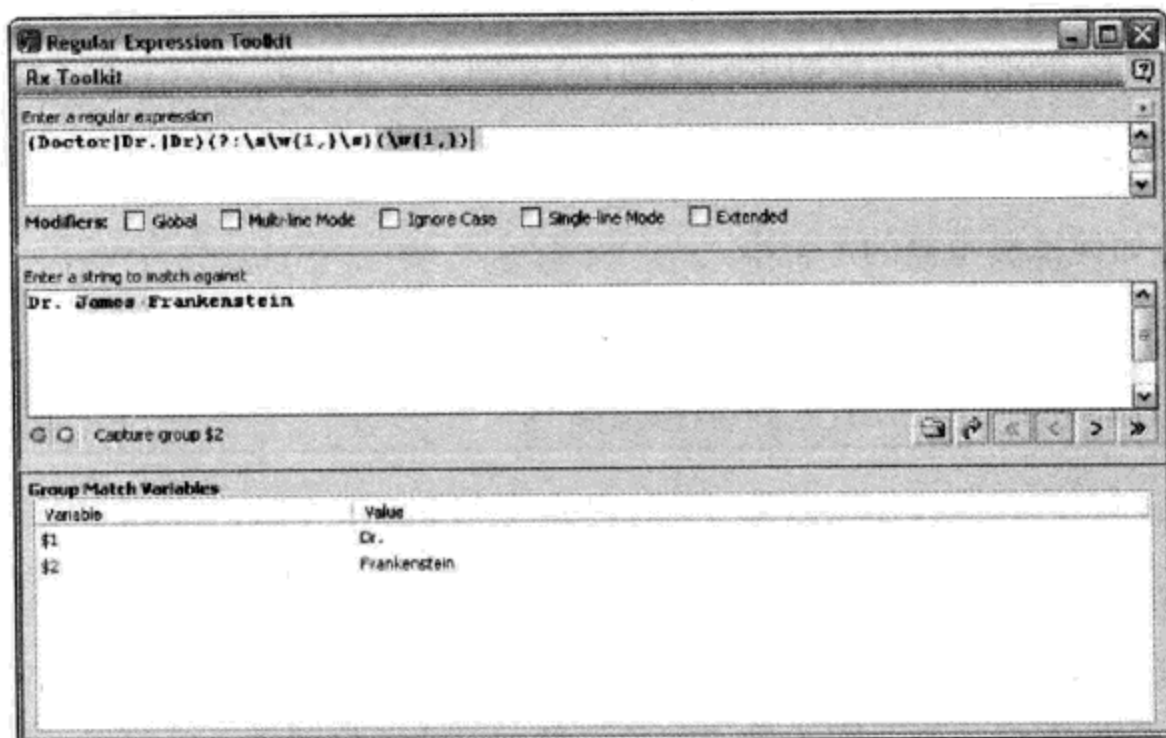 Regular Expression Toolkit
Rx Toolkit
Enter a regular expression
(Doctor|Dr.|Dr)(?:\s\w{1,}\s)(\w{1,})
Modifiers: Global Multi-line Mode Ignore Case Single-line Mode Extended
Enter a string to match against
Dr. James Frankenstein
Capture group $2
Group Match Variables
Variable Value
$1 Dr.
$2 Frankenstein